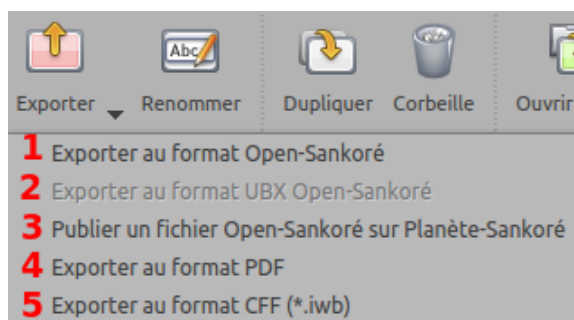 Abc
Exporter Renommer Dupliquer Corbeille Ouvrir
1 Exporter au format Open-Sankoré
2 Exporter au format UBX Open-Sankoré
3 Publier un fichier Open-Sankoré sur Planète-Sankoré
4 Exporter au format PDF
5 Exporter au format CFF (*.iwb)